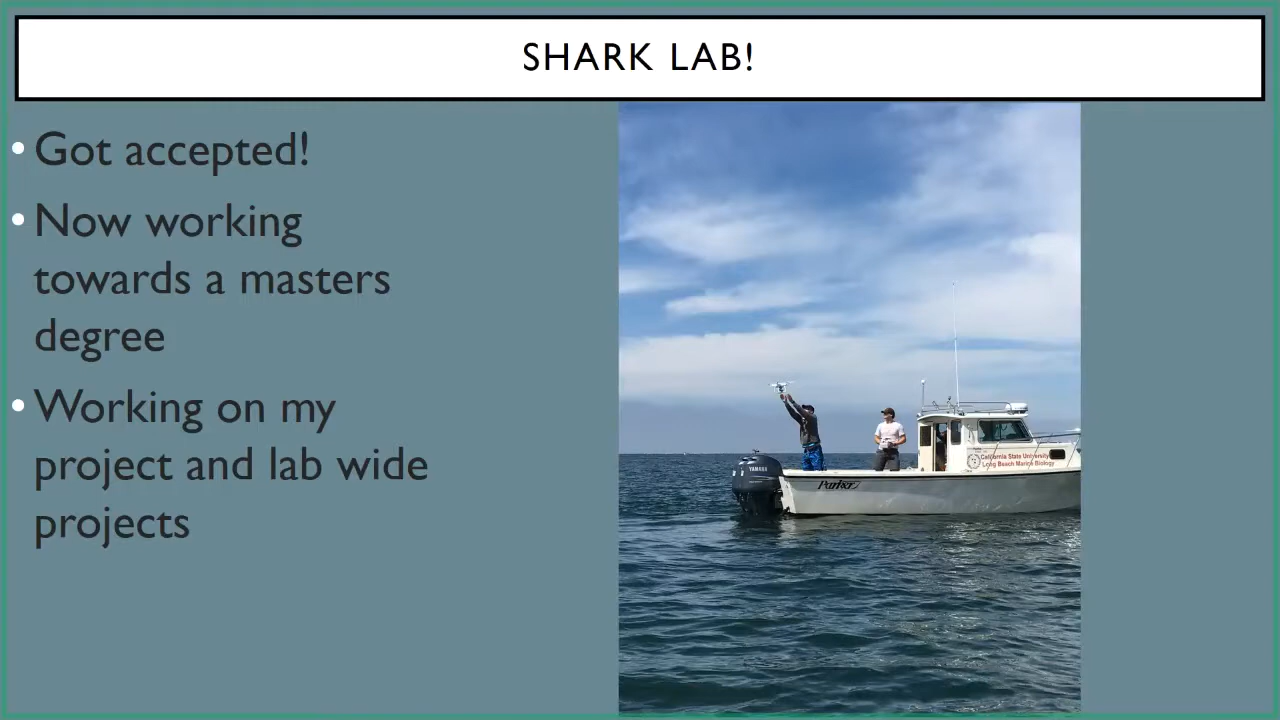 SHARK LAB!
• Got accepted!
• Now working
towards a masters
degree
• Working on my
project and lab wide
projects
YAMAHA
Parker
California State University
Long Beach Marine Biology